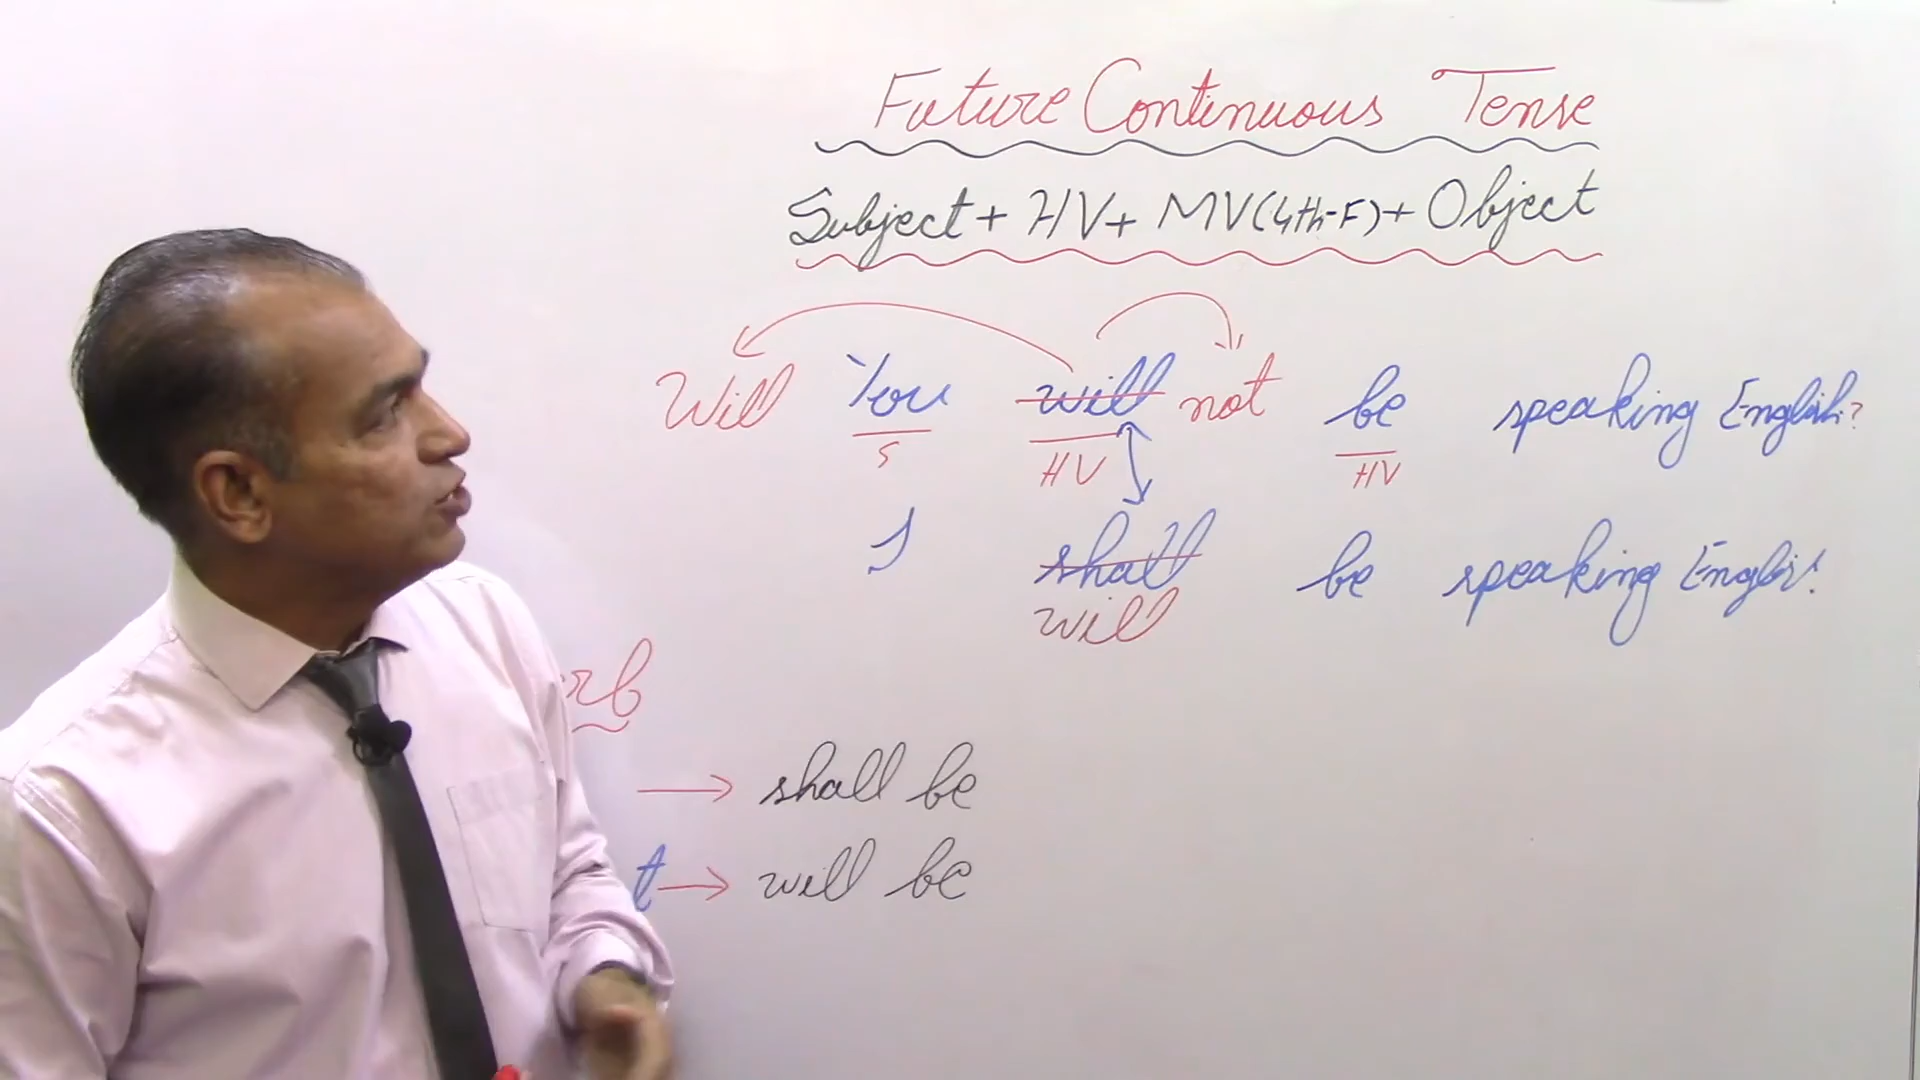 Future Continuous Tense
Subject + HV + MV (4th-F) + Object
Will You will not be speaking English?
S HV HV
I shall be speaking
will
rb
→ shall be
t → will be